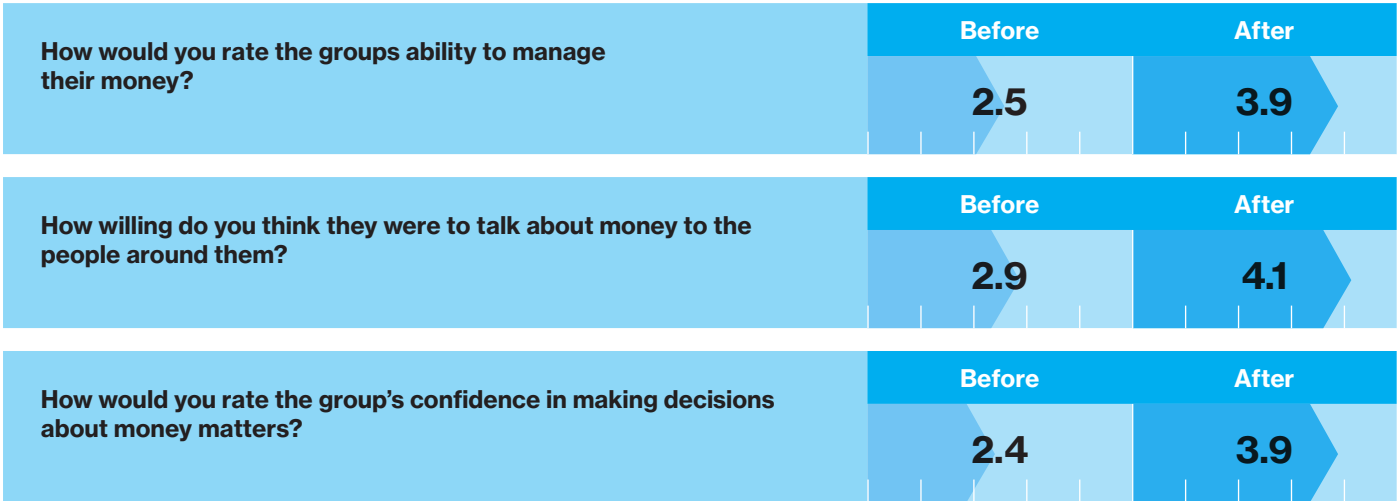 How would you rate the groups ability to manage
their money?
Before
After
2.5
3.9
How willing do you think they were to talk about money to the
people around them?
Before
After
2.9
4.1
How would you rate the group’s confidence in making decisions
about money matters?
Before
After
2.4
3.9